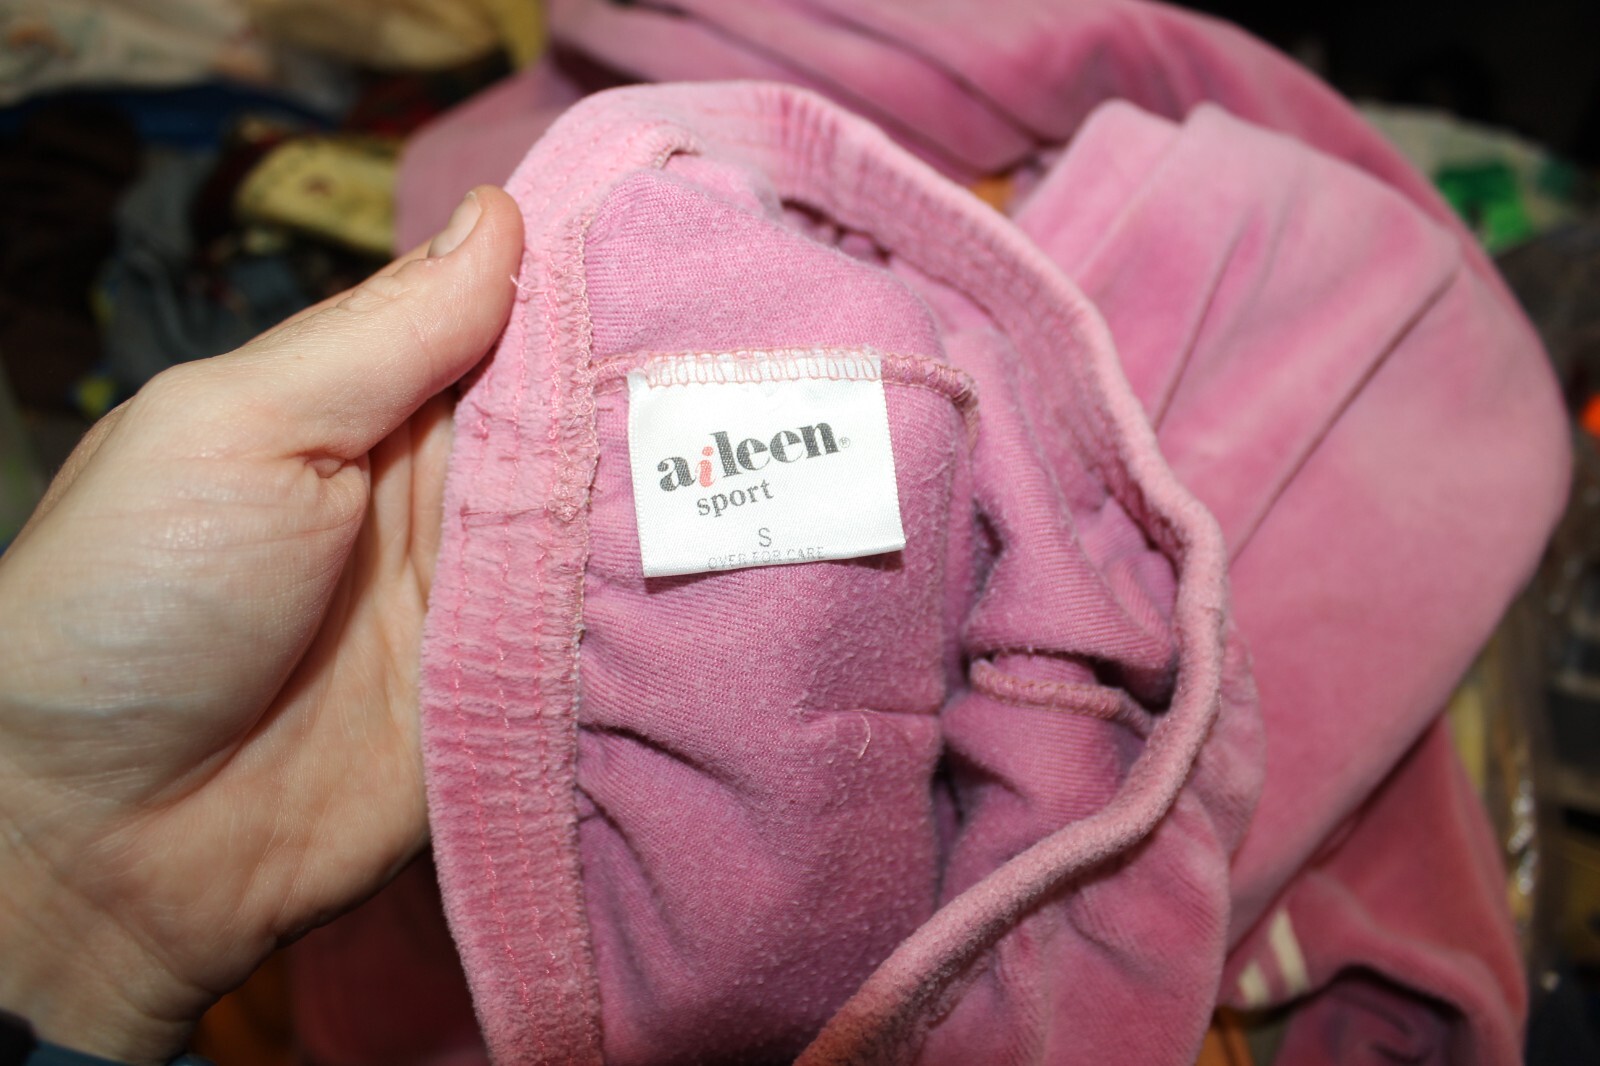 aileen®
sport
S
OVER FOR CARE